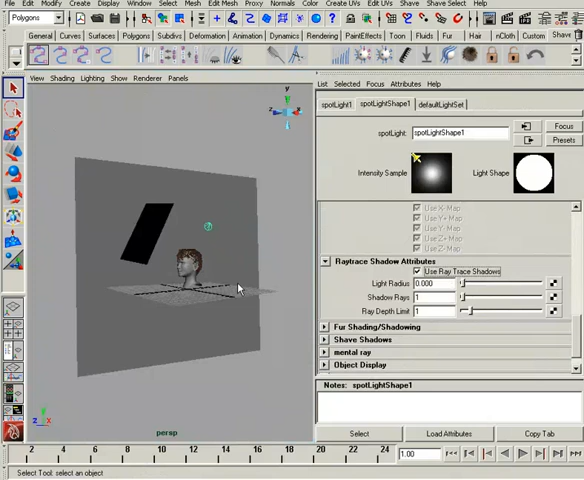 File Edit Modify Create Display Window Select Mesh Edit Mesh Proxy Normals Color Create UVs Edit UVs Shave Shave Select Muscle
Polygons
General Curves Surfaces Polygons Subdivs Deformation Animation Dynamics Rendering PaintEffects Toon Fluids Fur Hair nCloth Custom Shave
View Shading Lighting Show Renderer Panels
List Selected Focus Attributes Help
spotLight1 spotLightShape1 defaultLightSet
spotLight: spotLightShape1 Focus
Presets
Intensity Sample Light Shape
Use X- Map
Use Y+ Map
Use Y- Map
Use Z+ Map
Use Z- Map
Raytrace Shadow Attributes
Use Ray Trace Shadows
Light Radius 0.000
Shadow Rays 1
Ray Depth Limit 1
Fur Shading/Shadowing
Shave Shadows
mental ray
Object Display
Notes: spotLightShape1
persp
Select Load Attributes Copy Tab
2 4 6 8 10 12 14 16 18 20 22 24 1.00
Select Tool: select an object